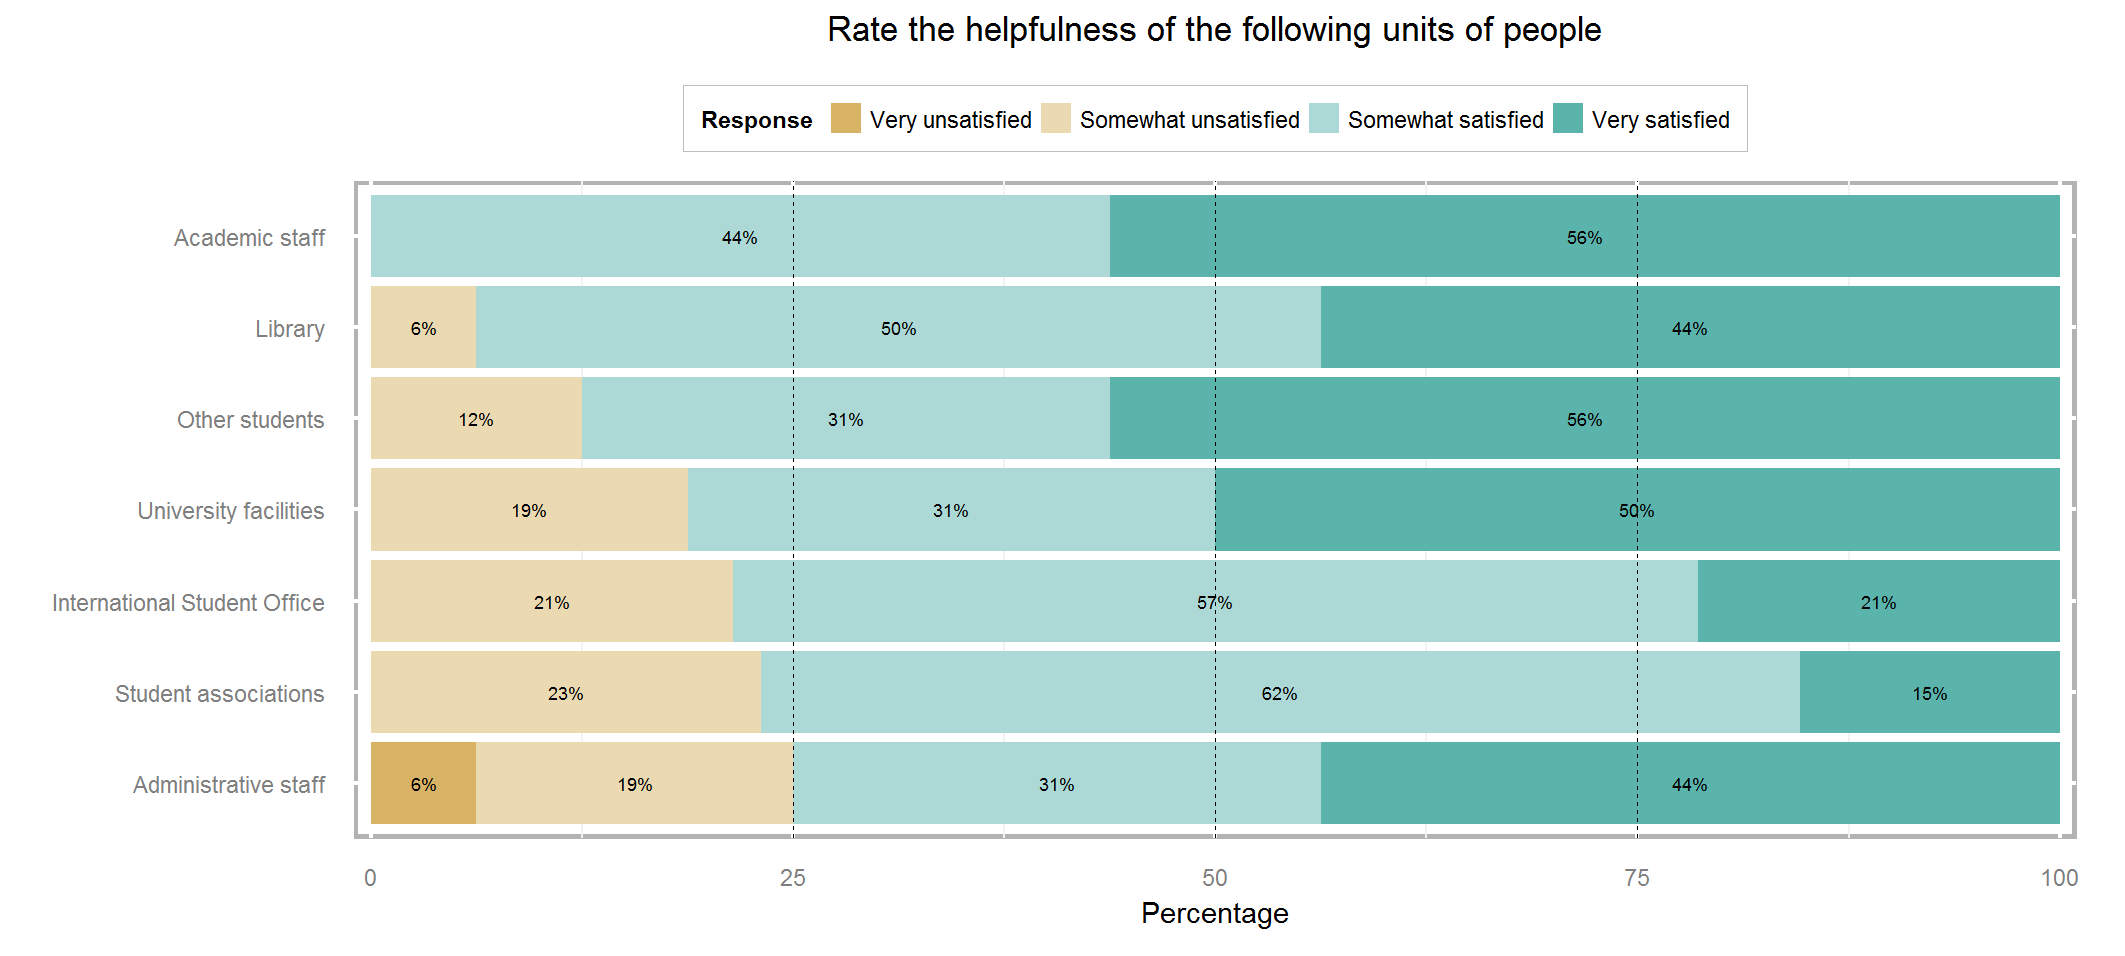 Rate the helpfulness of the following units of people
Response Very unsatisfied Somewhat unsatisfied Somewhat satisfied Very satisfied
Academic staff 44% 56%
Library 6% 50% 44%
Other students 12% 31% 56%
University facilities 19% 31% 50%
International Student Office 21% 57% 21%
Student associations 23% 62% 15%
Administrative staff 6% 19% 31% 44%
0 25 50 75 100
Percentage